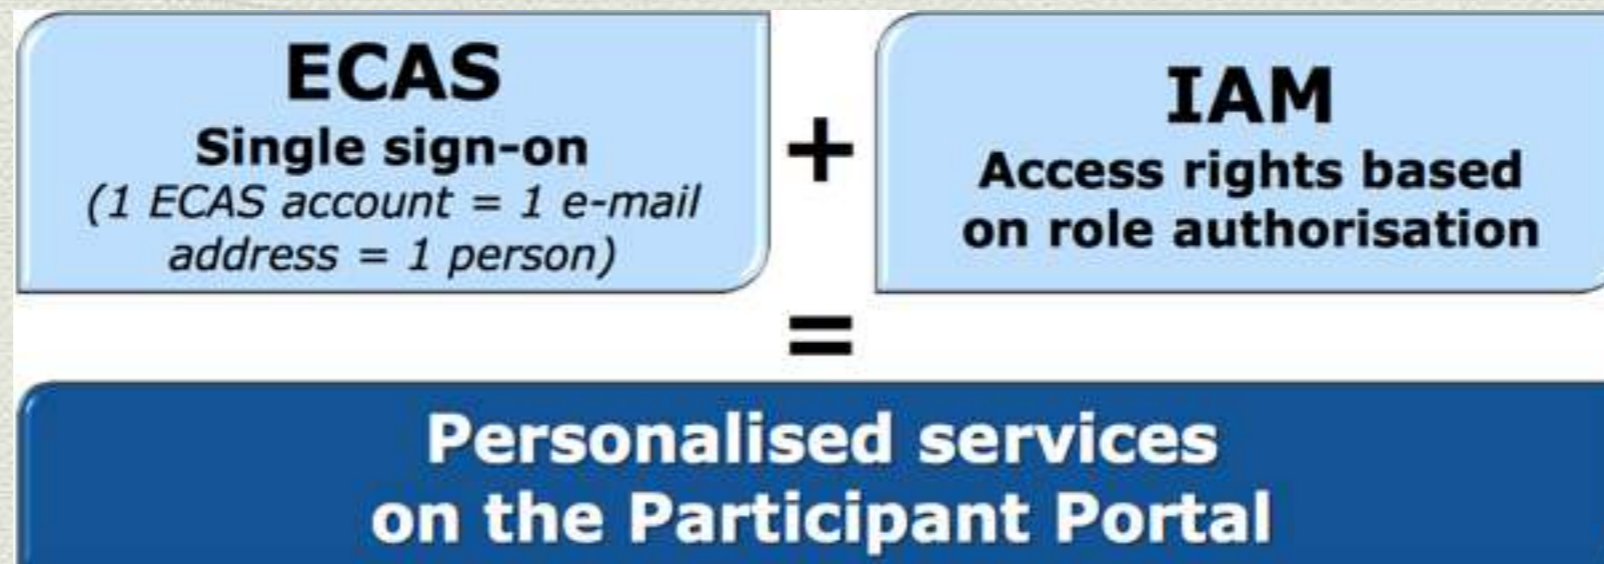 ECAS
Single sign-on
(1 ECAS account = 1 e-mail
address = 1 person)
+
IAM
Access rights based
on role authorisation
=
Personalised services
on the Participant Portal